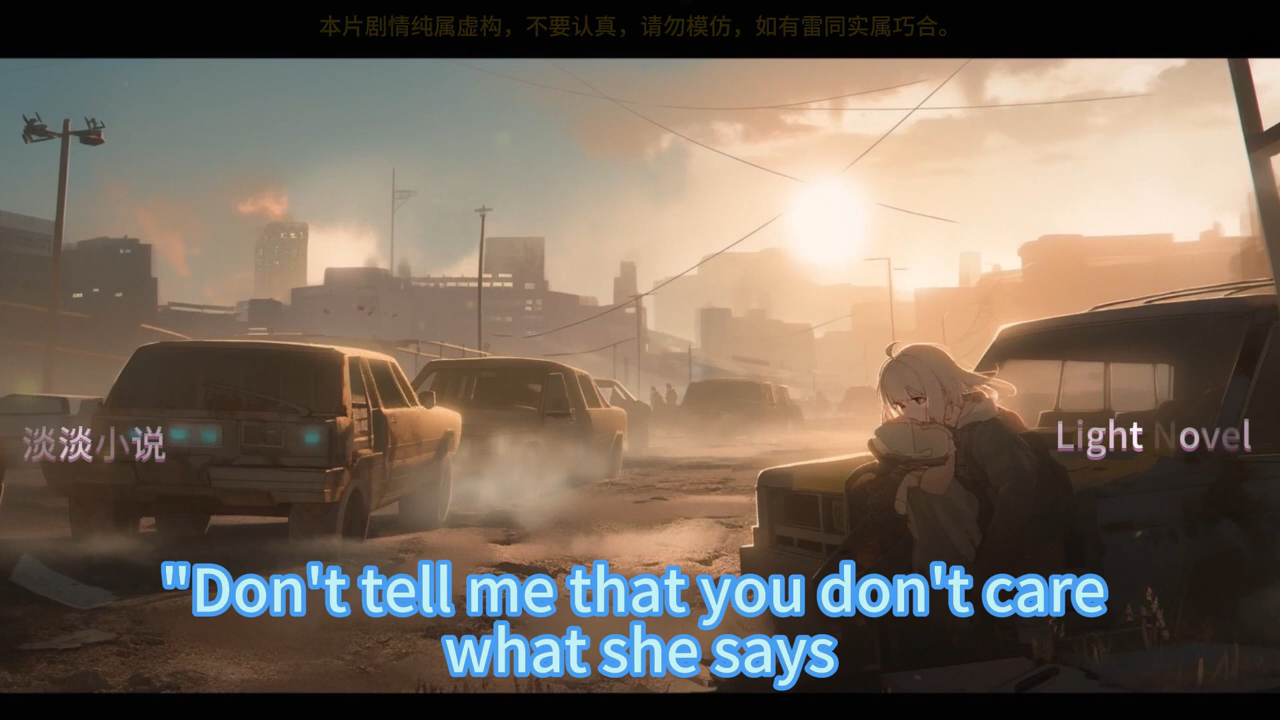 本片剧情纯属虚构，不要认真，请勿模仿，如有雷同实属巧合。
淡淡小说
Light Novel
"Don't tell me that you don't care
what she says